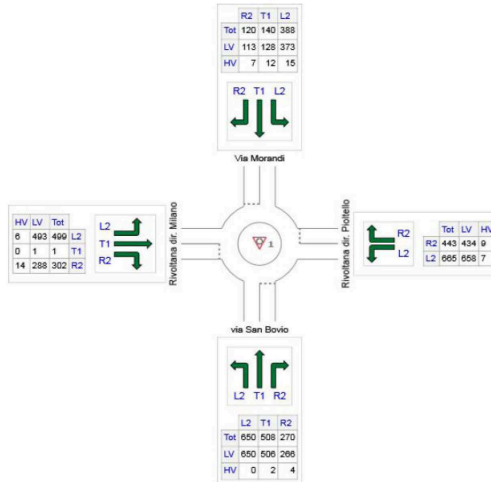 R2 T1 L2
Tot 120 140 388
LV 113 128 373
HV 7 12 15
R2 T1 L2
Via Morandi
HV LV Tot
6 493 499 L2
0 1 1 T1
14 288 302 R2
L2
T1
R2
Rivoltana dir. Milano
1
Rivoltana dir. Pioltello
R2
L2
Tot LV HV
R2 443 434 9
L2 665 658 7
via San Bovio
L2 T1 R2
L2 T1 R2
Tot 650 508 270
LV 650 506 266
HV 0 2 4